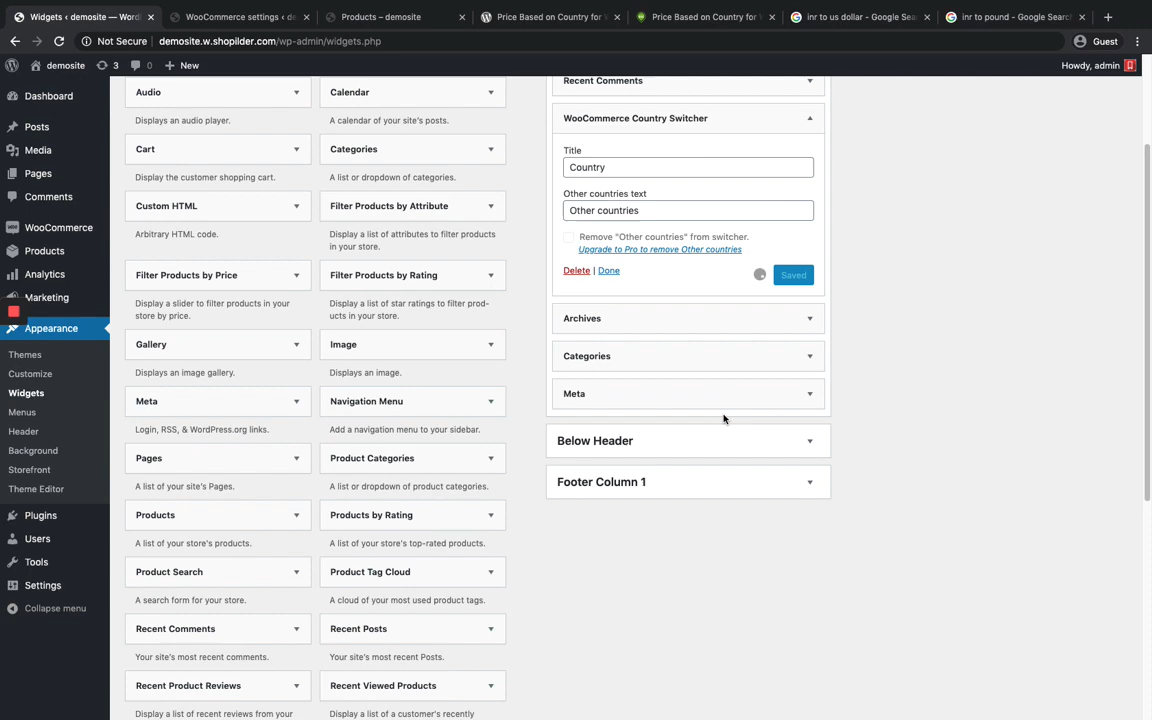 Widgets ‹ demosite — Word
WooCommerce settings ‹ de
Products – demosite
Price Based on Country for W
Price Based on Country for W
inr to us dollar - Google Sea
inr to pound - Google Search
Not Secure
demosite.w.shopilder.com/wp-admin/widgets.php
Guest
demosite
3
0
New
Howdy, admin
Dashboard
Posts
Media
Pages
Comments
WooCommerce
Products
Analytics
Marketing
Appearance
Themes
Customize
Widgets
Menus
Header
Background
Storefront
Theme Editor
Plugins
Users
Tools
Settings
Collapse menu
Audio
Displays an audio player.
Calendar
A calendar of your site's posts.
Cart
Display the customer shopping cart.
Categories
A list or dropdown of categories.
Custom HTML
Arbitrary HTML code.
Filter Products by Attribute
Display a list of attributes to filter products
in your store.
Filter Products by Price
Display a slider to filter products in your
store by price.
Filter Products by Rating
Display a list of star ratings to filter prod-
ucts in your store.
Gallery
Displays an image gallery.
Image
Displays an image.
Meta
Login, RSS, & WordPress.org links.
Navigation Menu
Add a navigation menu to your sidebar.
Pages
A list of your site's Pages.
Product Categories
A list or dropdown of product categories.
Products
A list of your store's products.
Products by Rating
A list of your store's top-rated products.
Product Search
A search form for your store.
Product Tag Cloud
A cloud of your most used product tags.
Recent Comments
Your site's most recent comments.
Recent Posts
Your site's most recent Posts.
Recent Product Reviews
Display a list of recent reviews from your
Recent Viewed Products
Display a list of a customer's recently
Recent Comments
WooCommerce Country Switcher
Title
Country
Other countries text
Other countries
Remove "Other countries" from switcher.
Upgrade to Pro to remove Other countries
Delete | Done
Saved
Archives
Categories
Meta
Below Header
Footer Column 1